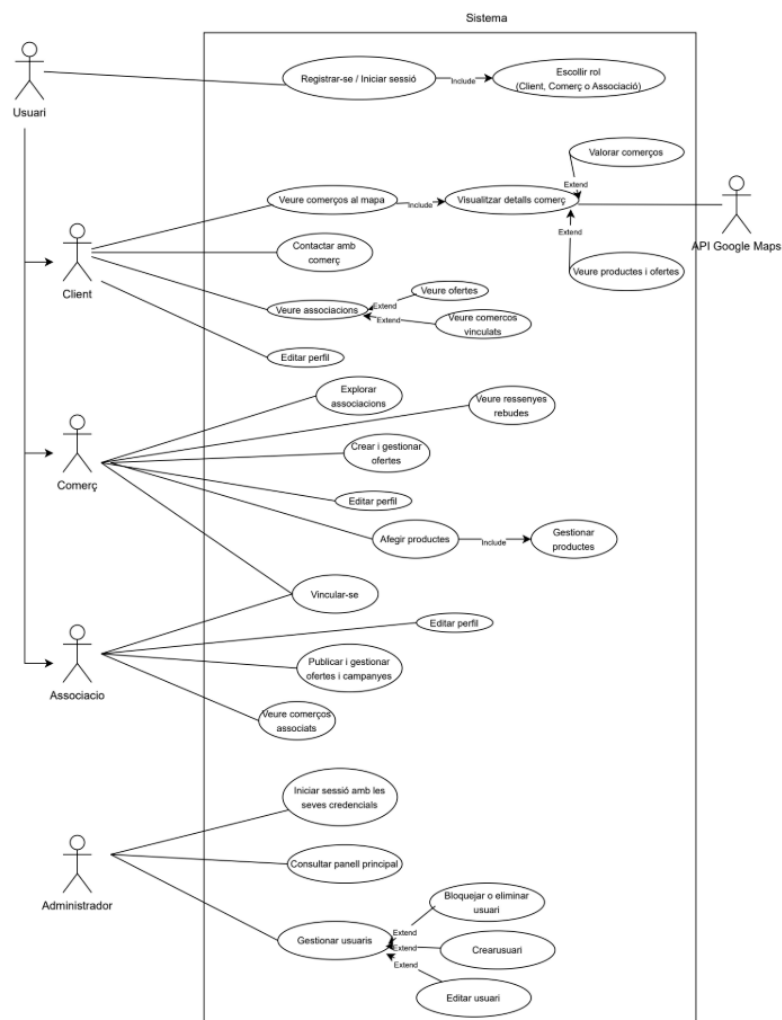 Sistema
Usuari
Registrar-se / Iniciar sessió
Include
Escollir rol
(Client, Comerç o Associació)
Valorar comerços
Extend
Veure comerços al mapa
Include
Visualitzar detalls comerç
API Google Maps
Extend
Contactar amb
comerç
Veure productes i ofertes
Client
Veure ofertes
Extend
Veure associacions
Extend
Veure comercos
vinculats
Editar perfil
Explorar
associacions
Veure ressenyes
rebudes
Comerç
Crear i gestionar
ofertes
Editar perfil
Afegir productes
Include
Gestionar
productes
Vincular-se
Editar perfil
Associacio
Publicar i gestionar
ofertes i campanyes
Veure comerços
associats
Iniciar sessió amb les
seves credencials
Administrador
Consultar panell principal
Bloquejar o eliminar
usuari
Extend
Gestionar usuaris
Extend
Crearusuari
Extend
Editar usuari